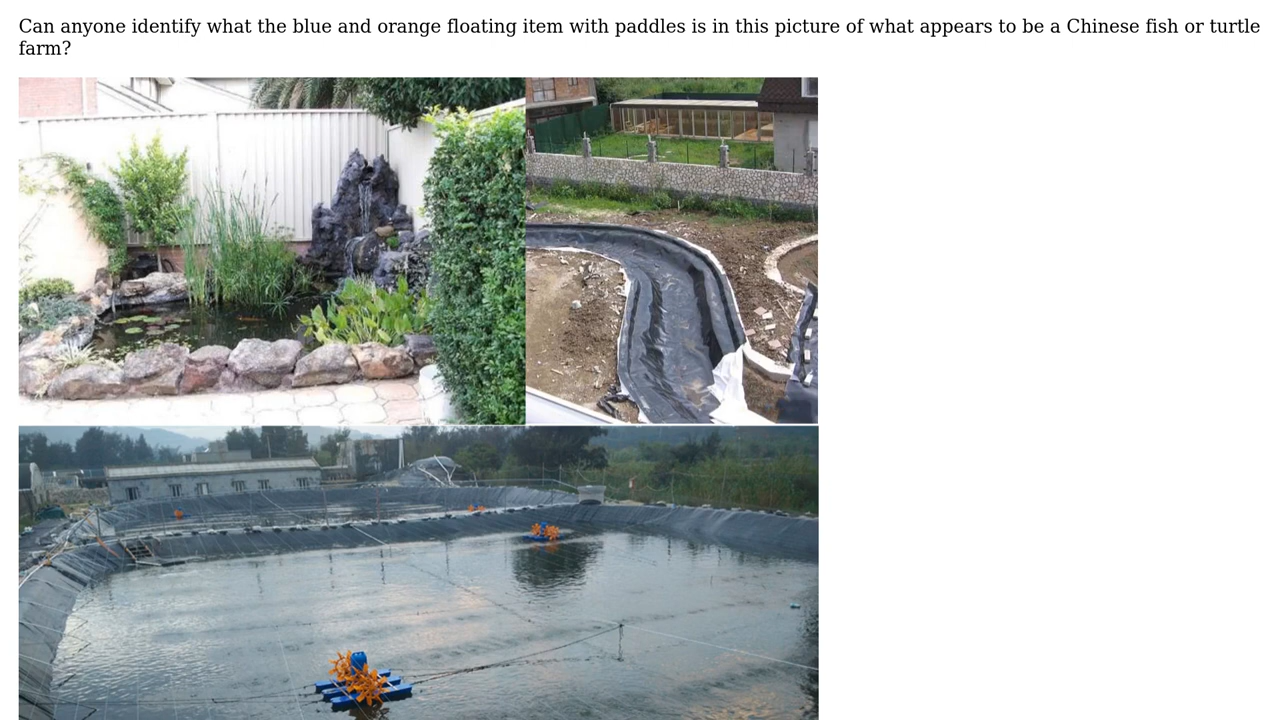 Can anyone identify what the blue and orange floating item with paddles is in this picture of what appears to be a Chinese fish or turtle
farm?